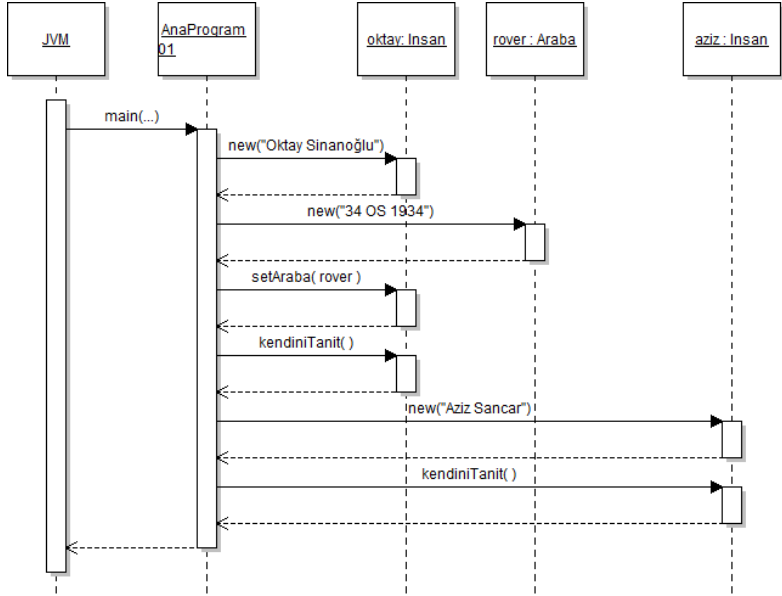 JVM
AnaProgram
01
oktay: Insan
rover : Araba
aziz : Insan
main(...)
new("Oktay Sinanoğlu")
new("34 OS 1934")
setAraba( rover )
kendiniTanit( )
new("Aziz Sancar")
kendiniTanit( )